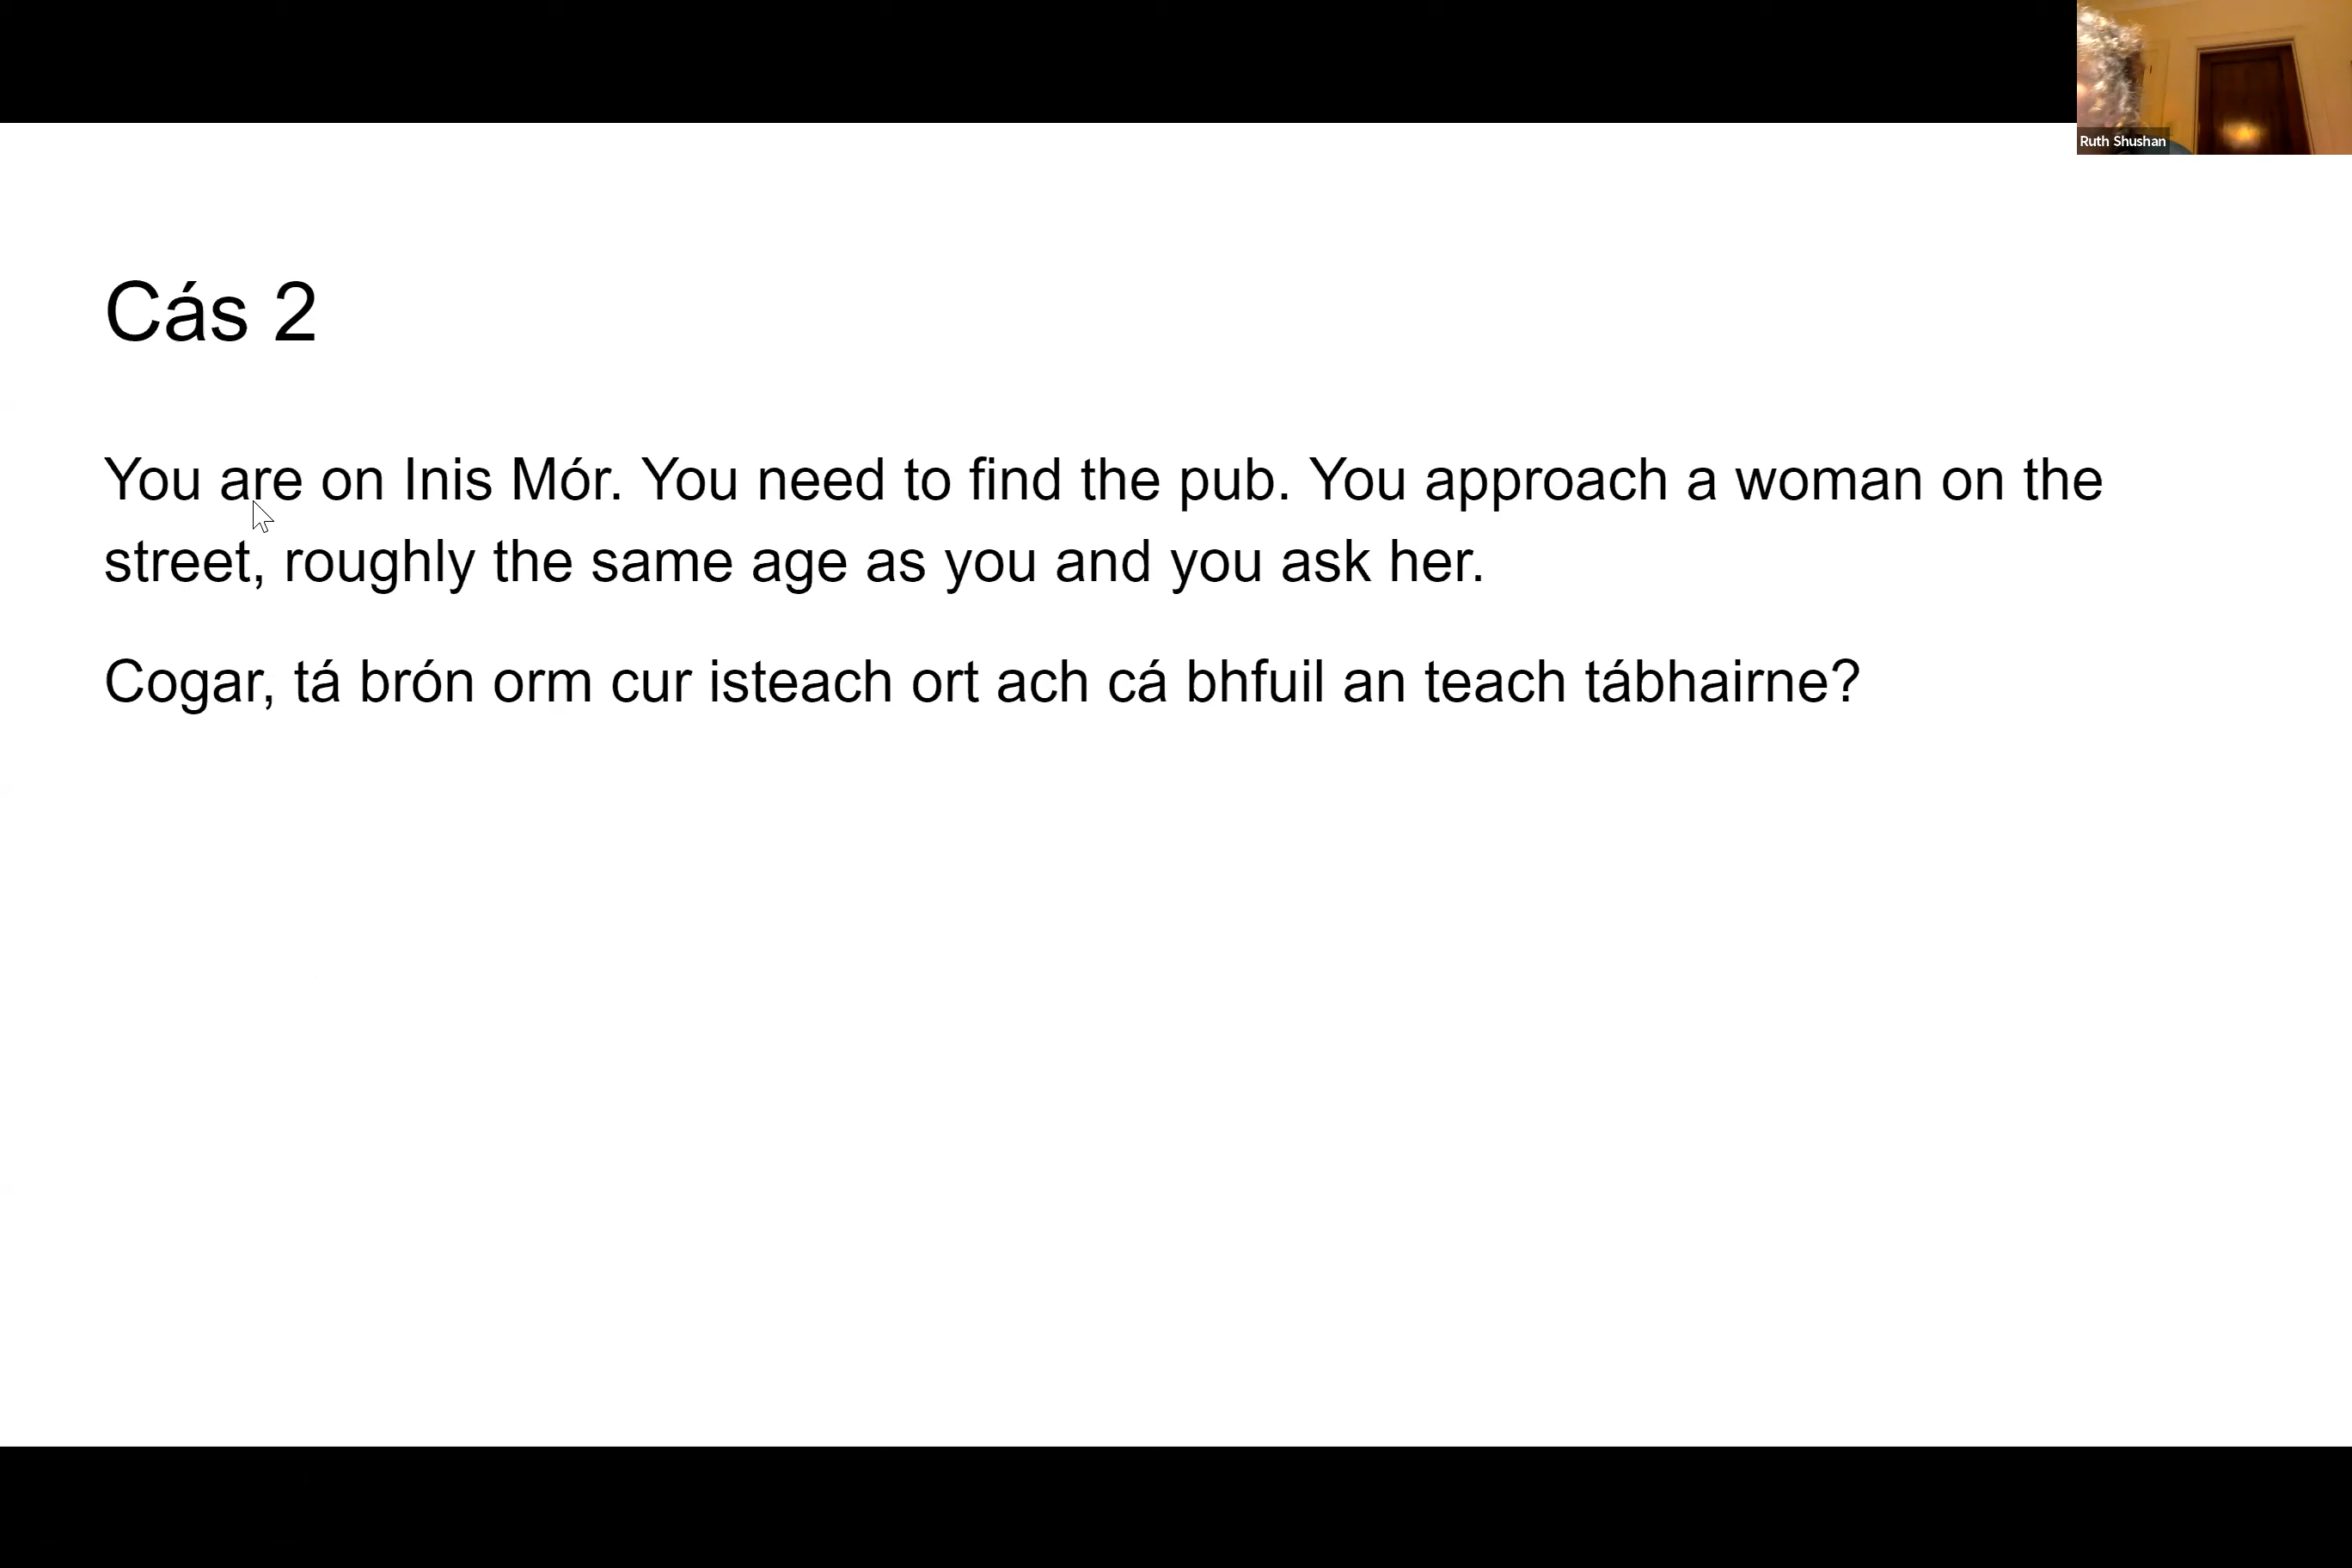 Ruth Shushan
Cás 2
You are on Inis Mór. You need to find the pub. You approach a woman on the
street, roughly the same age as you and you ask her.
Cogar, tá brón orm cur isteach ort ach cá bhfuil an teach tábhairne?